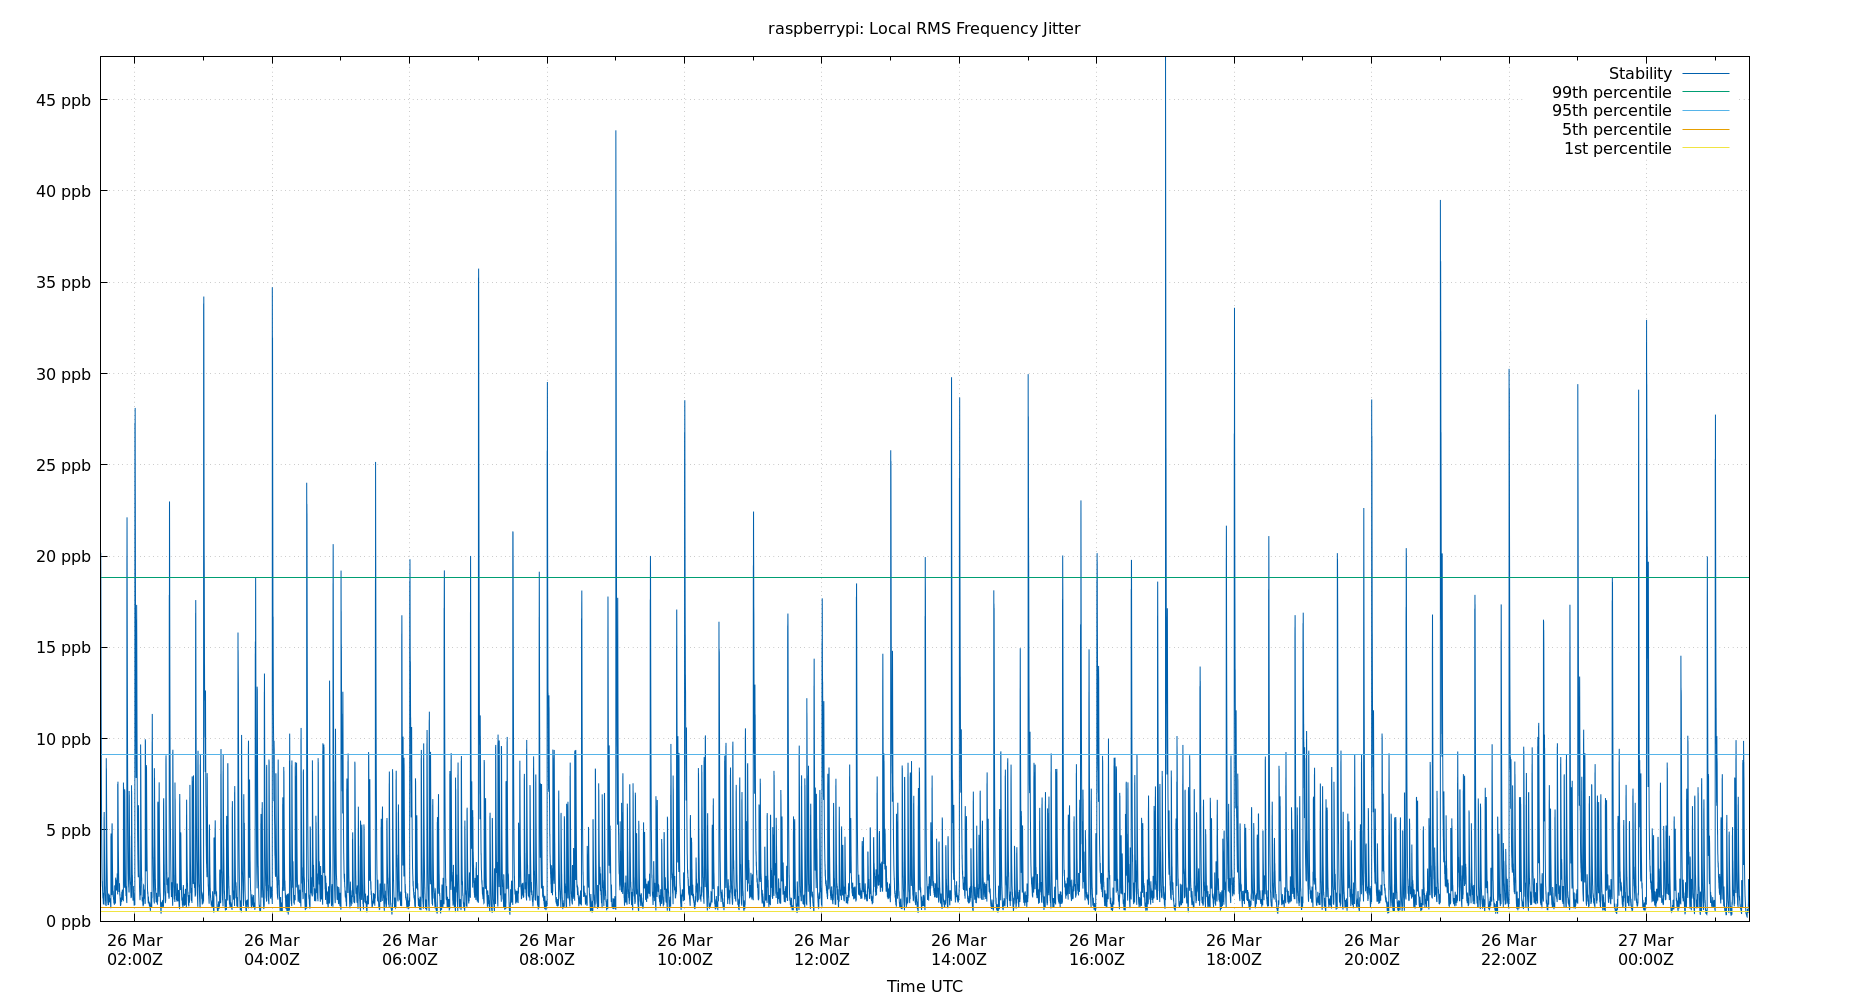 raspberrypi: Local RMS Frequency Jitter
Stability
99th percentile
95th percentile
5th percentile
1st percentile
45 ppb
40 ppb
35 ppb
30 ppb
25 ppb
20 ppb
15 ppb
10 ppb
5 ppb
0 ppb
26 Mar 26 Mar 26 Mar 26 Mar 26 Mar 26 Mar 26 Mar 26 Mar 26 Mar 26 Mar 26 Mar 27 Mar
02:00Z 04:00Z 06:00Z 08:00Z 10:00Z 12:00Z 14:00Z 16:00Z 18:00Z 20:00Z 22:00Z 00:00Z
Time UTC